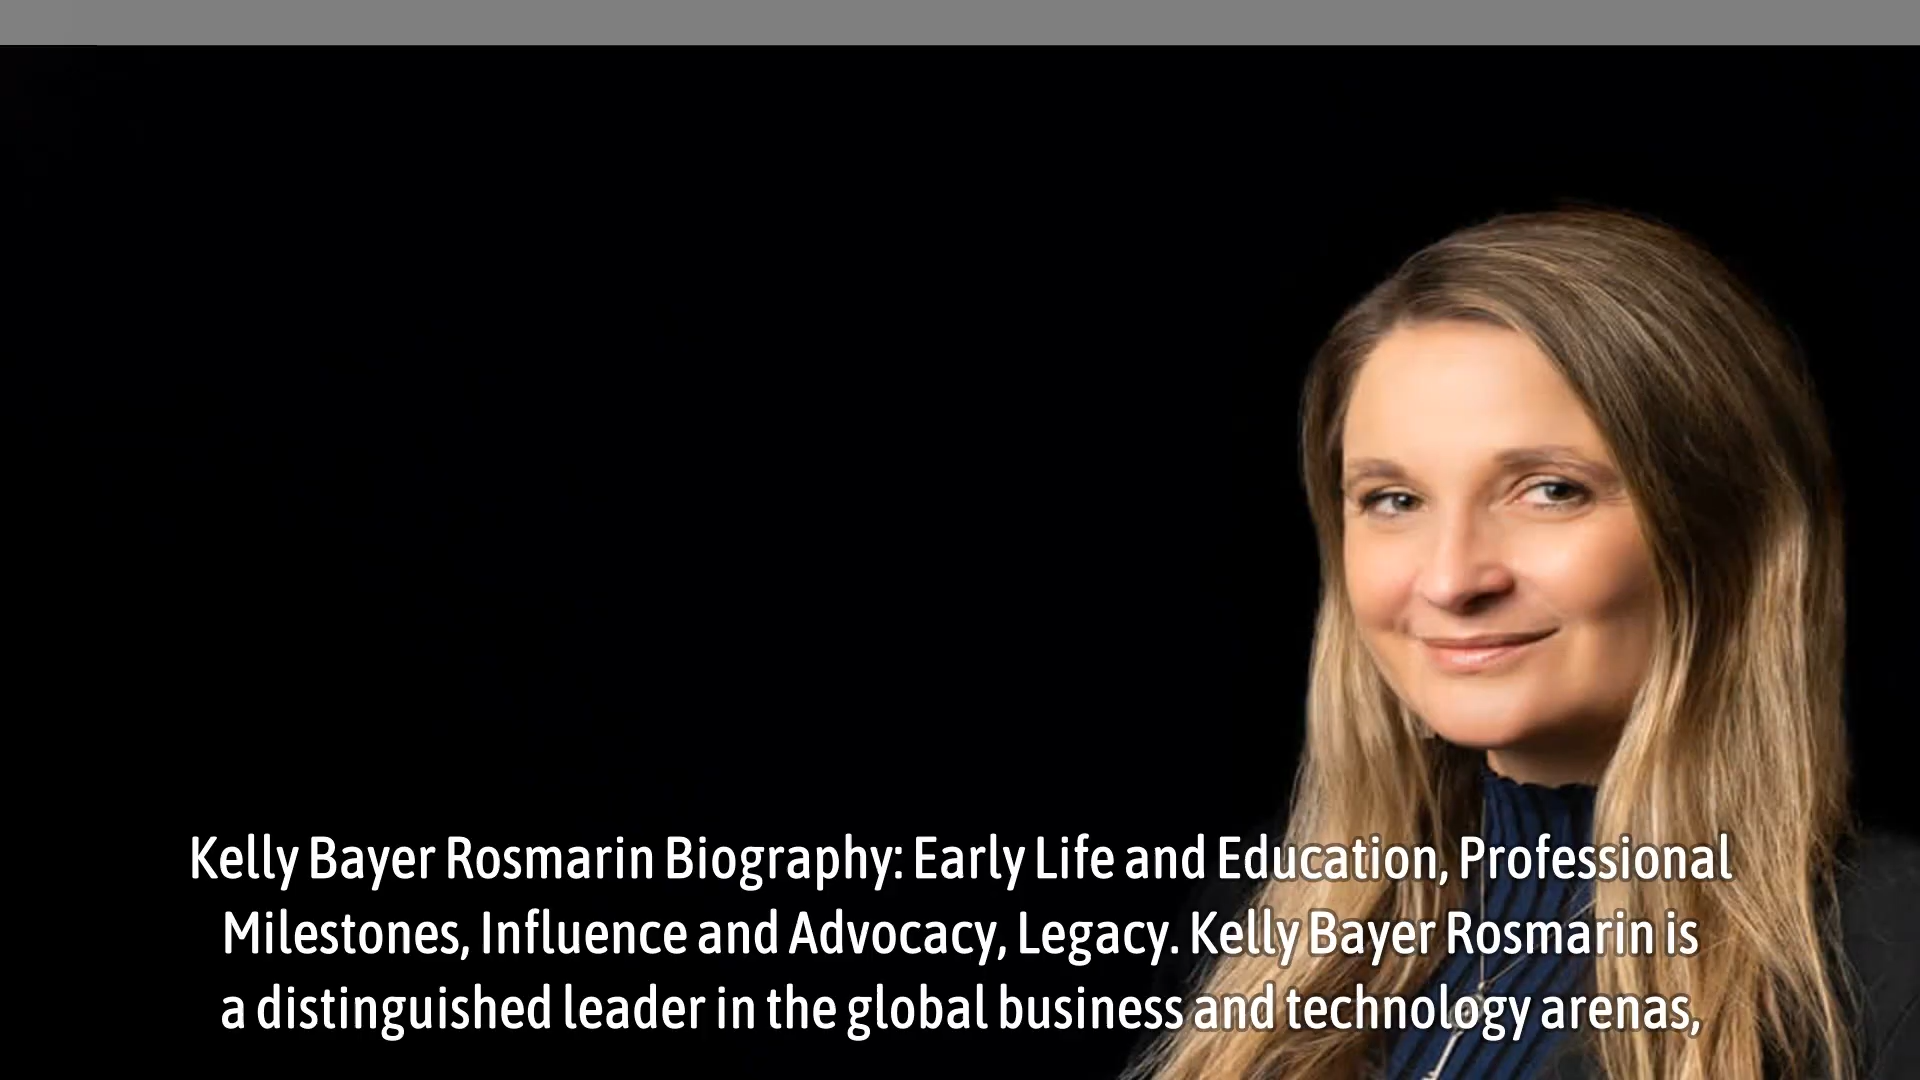 Kelly Bayer Rosmarin Biography: Early Life and Education, Professional
Milestones, Influence and Advocacy, Legacy. Kelly Bayer Rosmarin is
a distinguished leader in the global business and technology arenas,